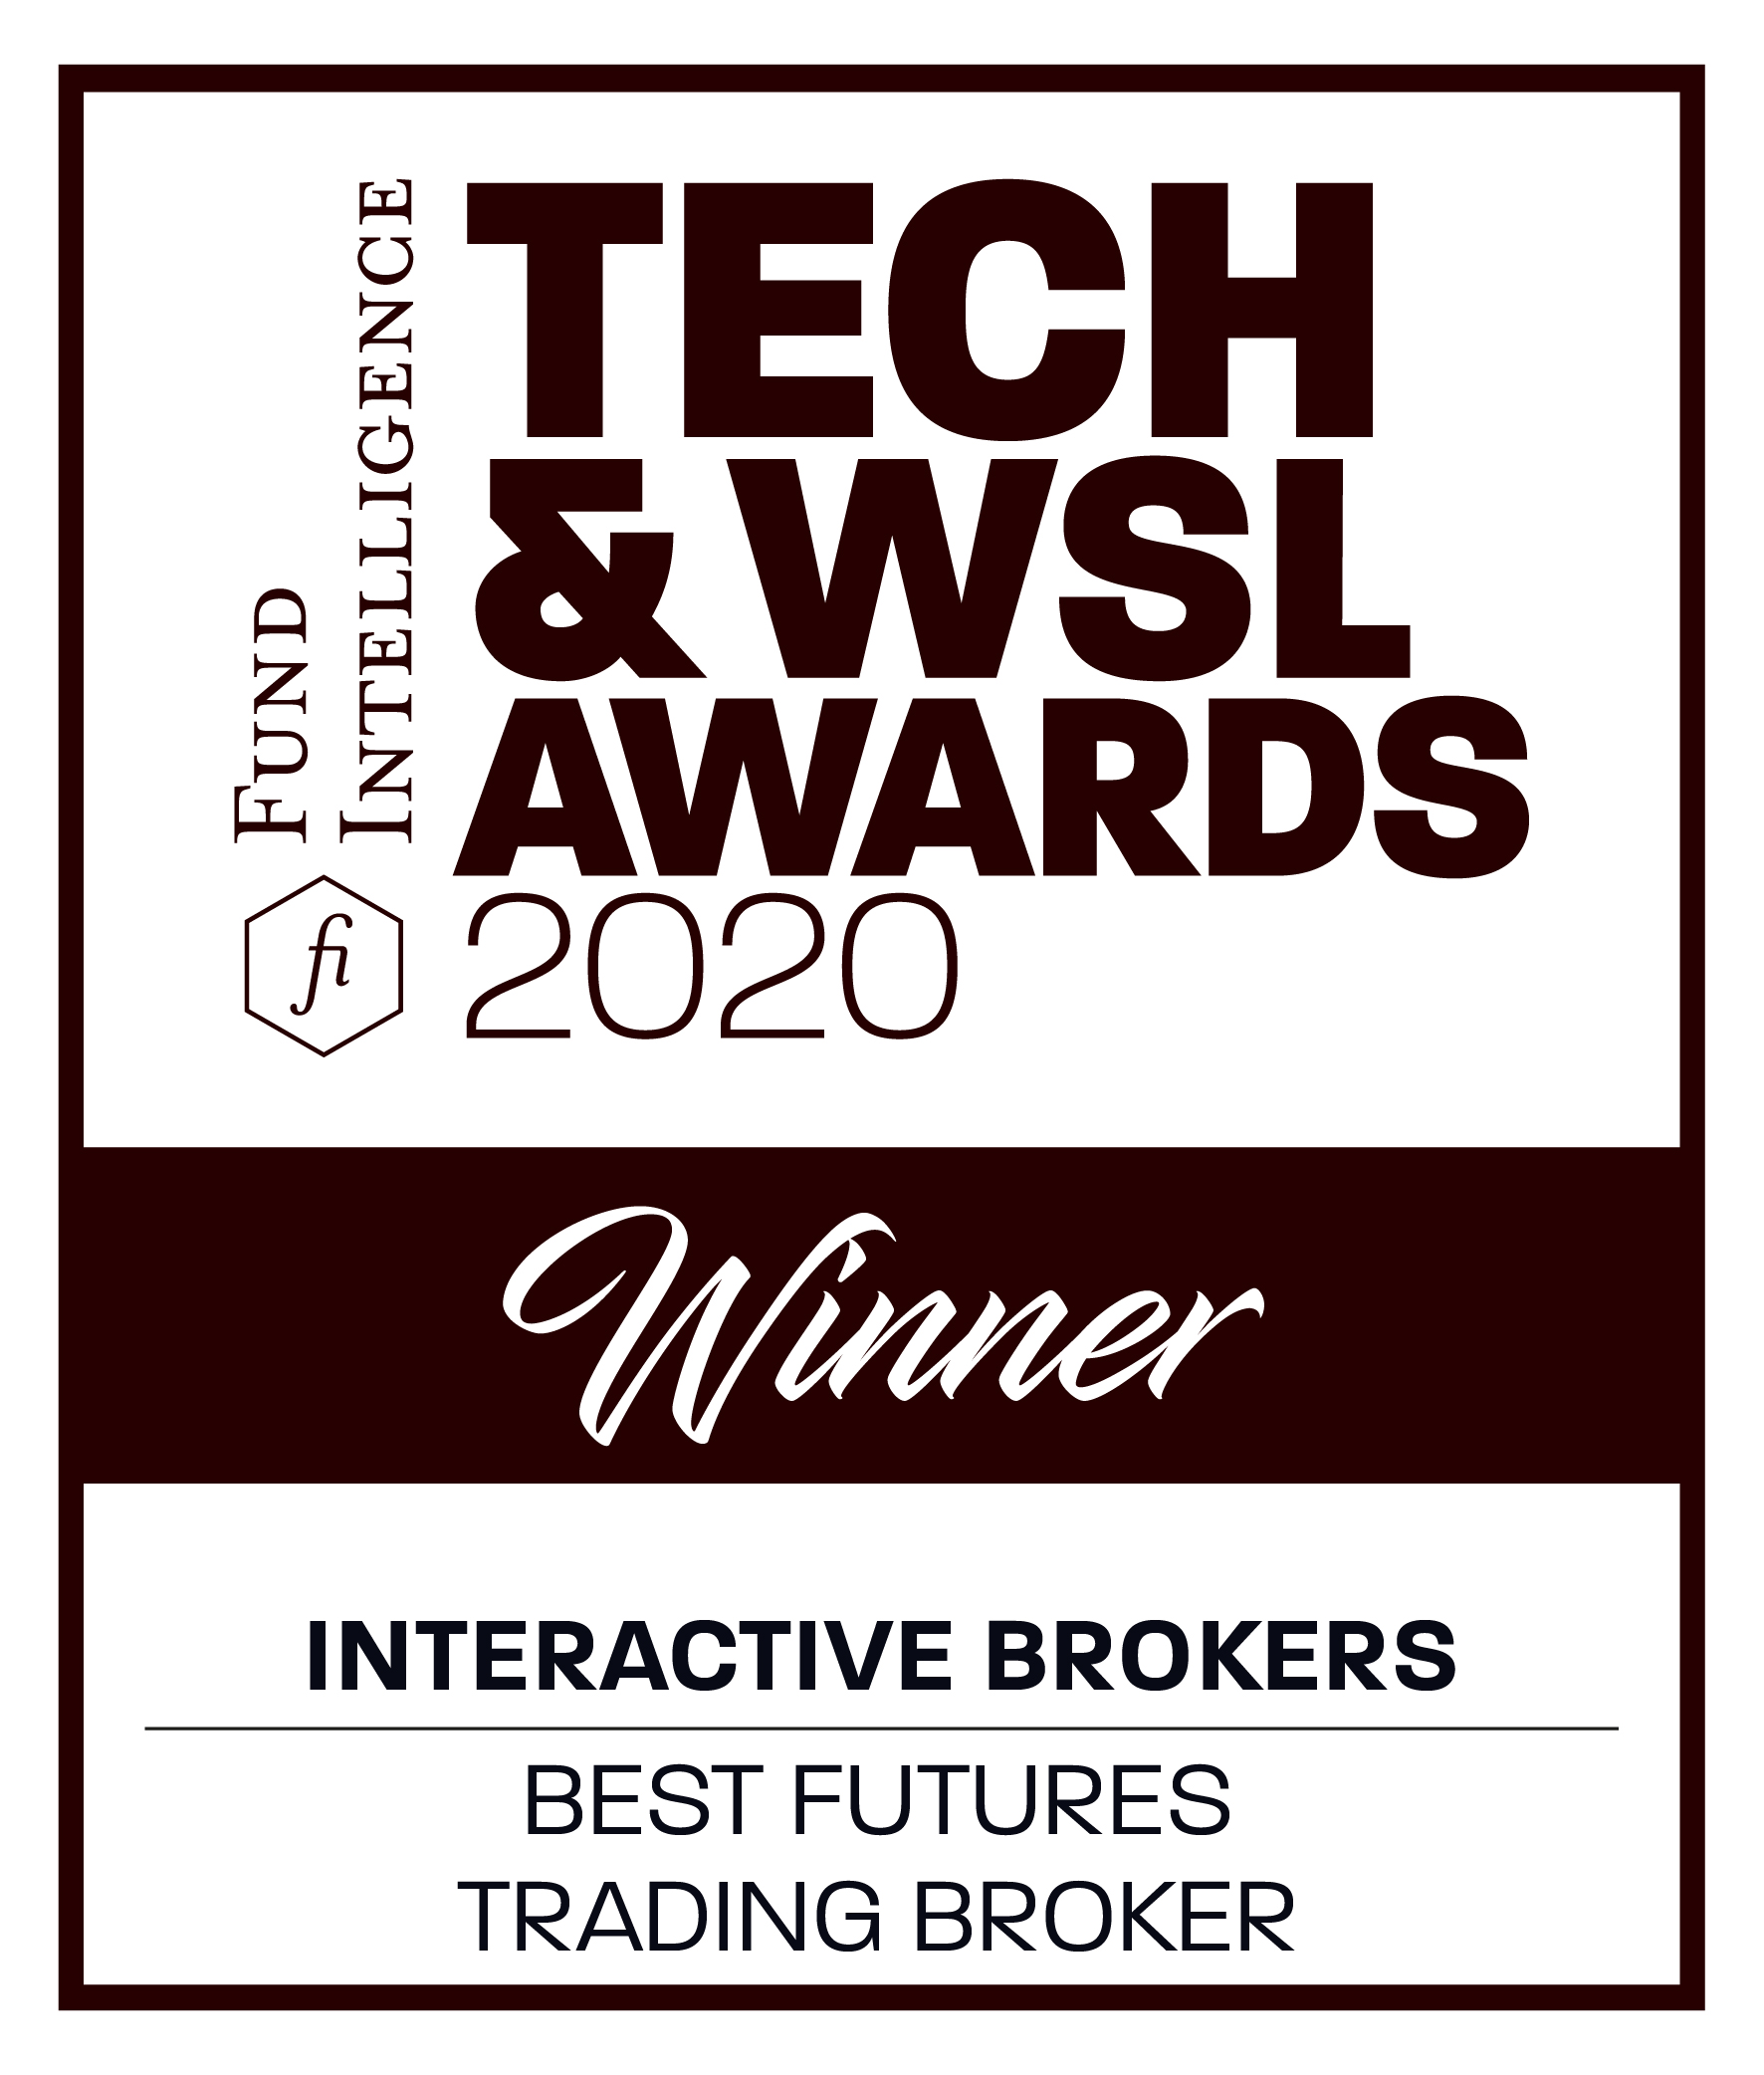 FUND
INTELLIGENCE
fi
TECH
& WSL
AWARDS
2020
Winner
INTERACTIVE BROKERS
BEST FUTURES
TRADING BROKER